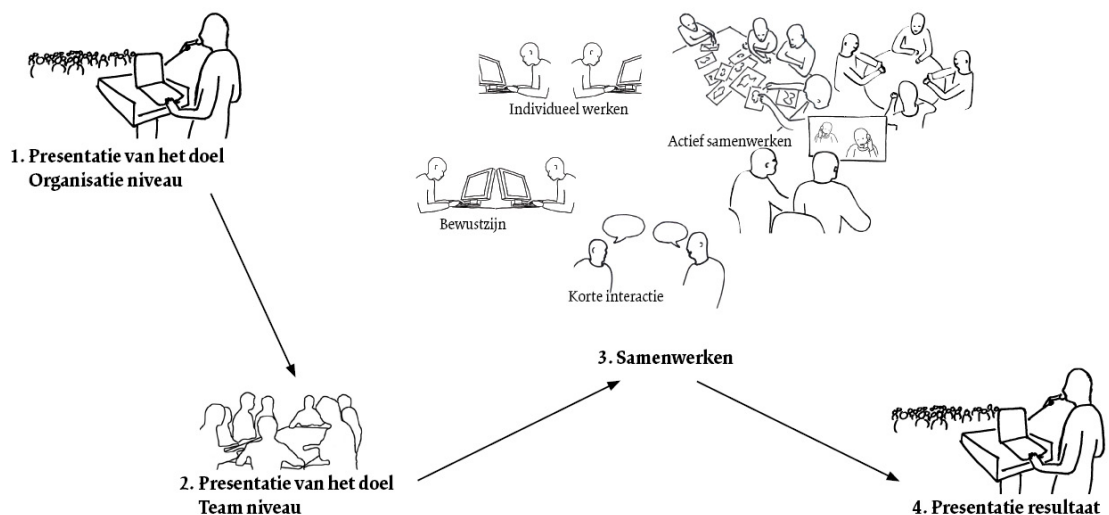 1. Presentatie van het doel
Organisatie niveau
Individueel werken
Actief samenwerken
Bewustzijn
Korte interactie
3. Samenwerken
2. Presentatie van het doel
Team niveau
4. Presentatie resultaat